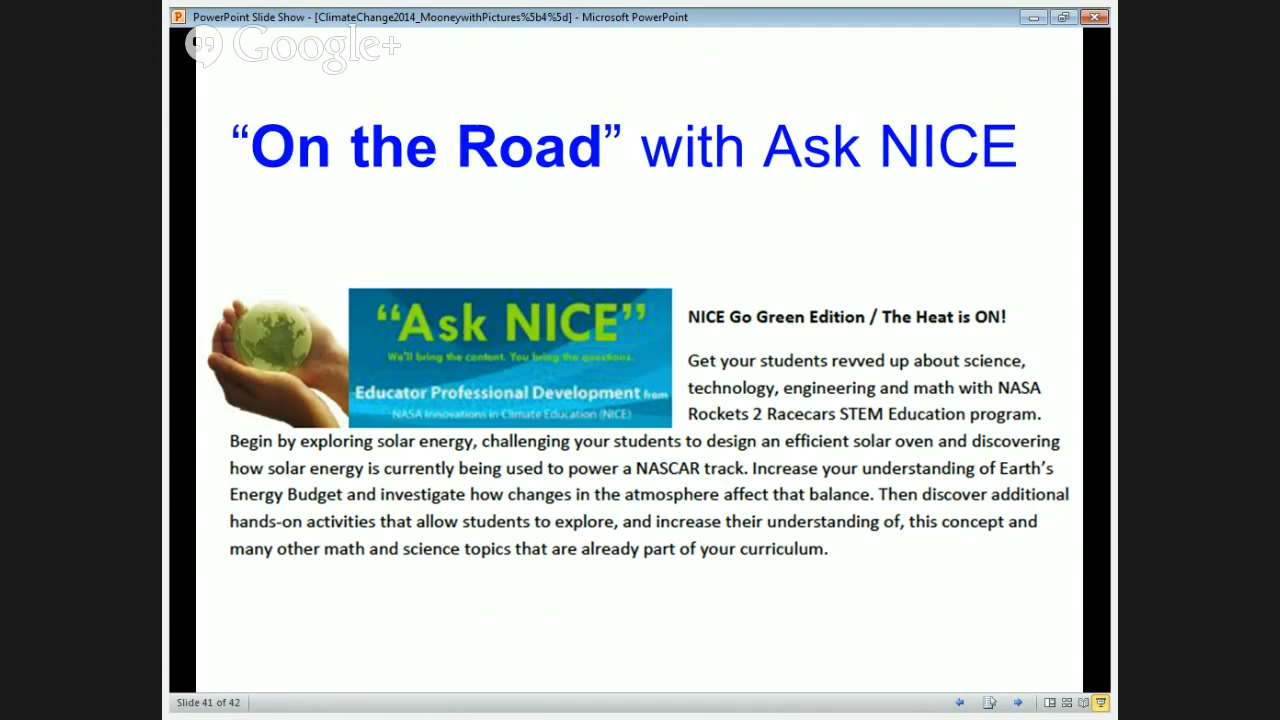 PowerPoint Slide Show - [ClimateChange2014_MooneywithPictures%5b4%5d] - Microsoft PowerPoint
Google+
“On the Road” with Ask NICE
“Ask NICE”
We'll bring the content. You bring the questions.
Educator Professional Development from
NASA Innovations in Climate Education (NICE)
NICE Go Green Edition / The Heat is ON!
Get your students revved up about science,
technology, engineering and math with NASA
Rockets 2 Racecars STEM Education program.
Begin by exploring solar energy, challenging your students to design an efficient solar oven and discovering
how solar energy is currently being used to power a NASCAR track. Increase your understanding of Earth’s
Energy Budget and investigate how changes in the atmosphere affect that balance. Then discover additional
hands-on activities that allow students to explore, and increase their understanding of, this concept and
many other math and science topics that are already part of your curriculum.
Slide 41 of 42